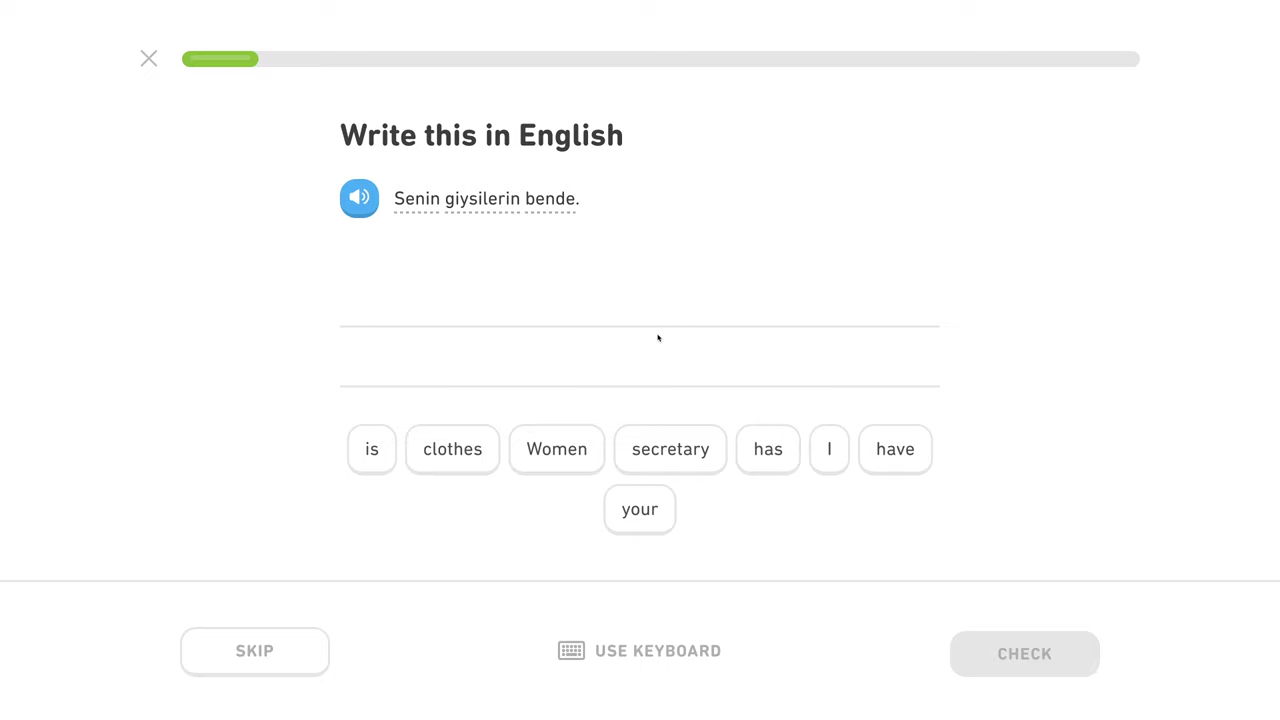 Write this in English
Senin giysilerin bende.
is clothes Women secretary has I have
your
SKIP USE KEYBOARD CHECK